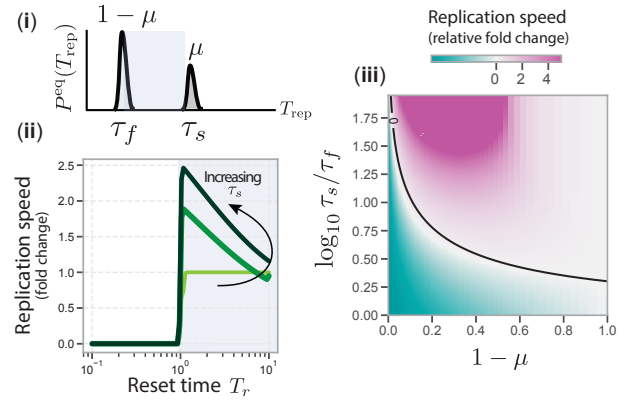 (i)
1 − μ
μ
P^eq(T_rep)
T_rep
τ_f
τ_s
(ii)
Replication speed
(fold change)
2.5
2.0
1.5
1.0
0.5
0.0
Increasing
τ_s
10^−1
10^0
10^1
Reset time T_r
Replication speed
(relative fold change)
0 2 4
(iii)
log_10 τ_s/τ_f
1.75
1.50
1.25
1.00
0.75
0.50
0.25
0.00
0
0.0 0.2 0.4 0.6 0.8 1.0
1 − μ